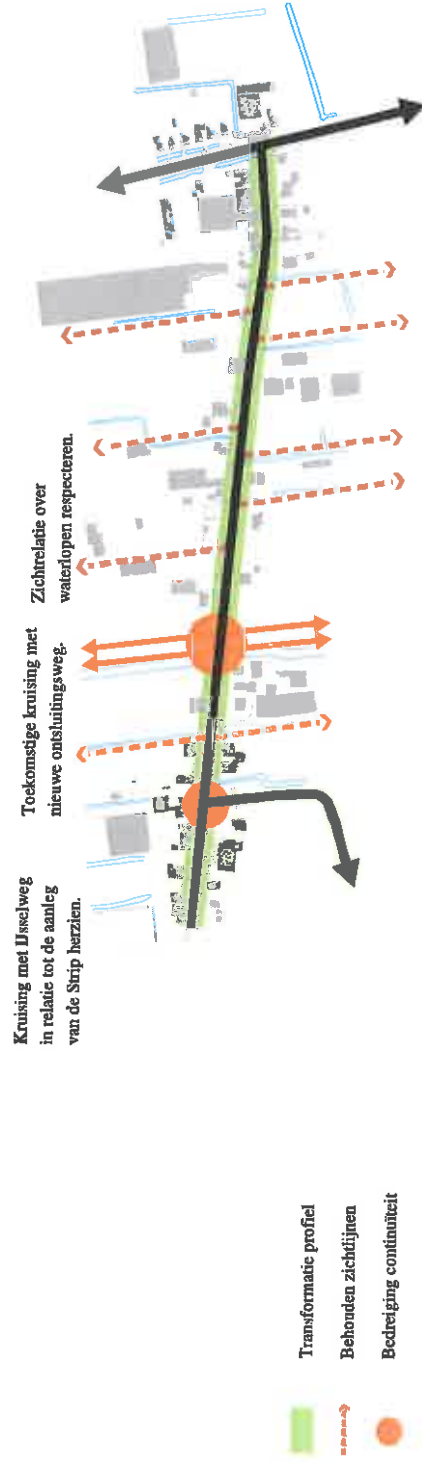 Kruising met IJsselweg
in relatie tot de aanleg
van de Strip herzien.
Toekomstige kruising met
nieuwe ontsluitingsweg.
Zichtrelatie over
waterlopen respecteren.
Transformatie profiel
Behouden zichtlijnen
Bedreiging continuïteit